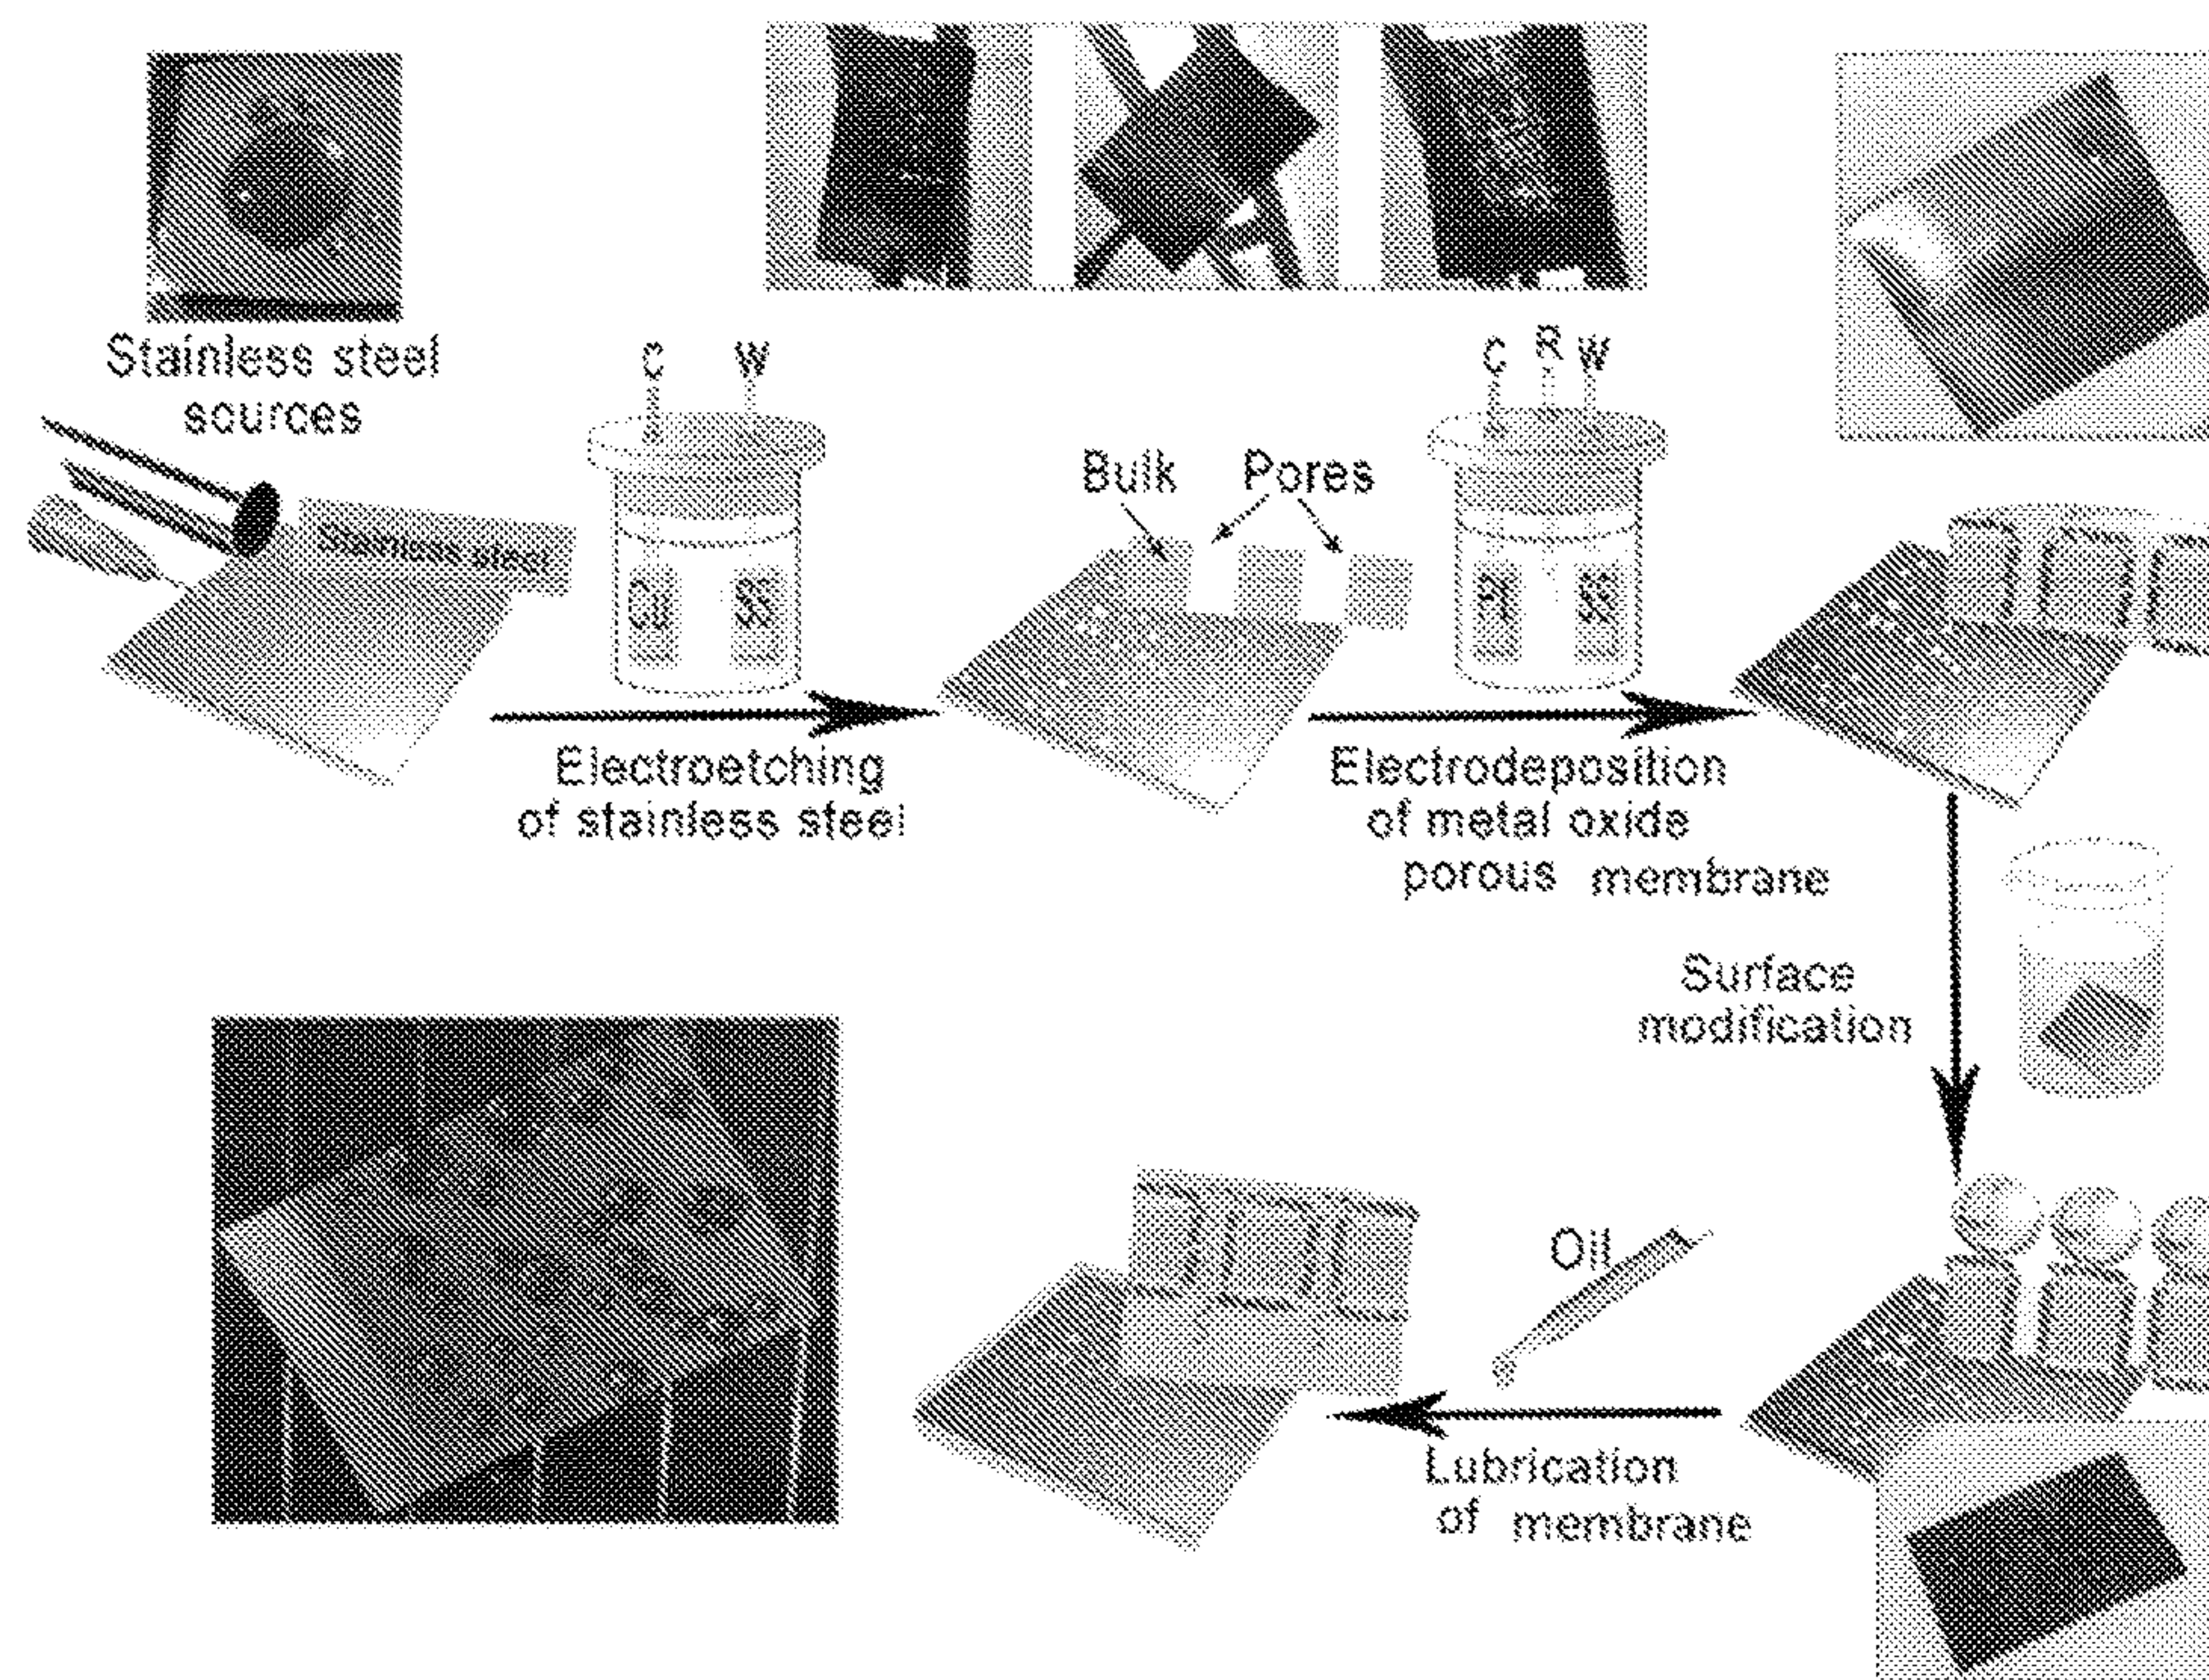 Stainless steel
sources
Stainless steel
C W
Cu SS
Electroetching
of stainless steel
Bulk Pores
C R W
Pt SS
Electrodeposition
of metal oxide
porous membrane
Surface
modification
Oil
Lubrication
of membrane